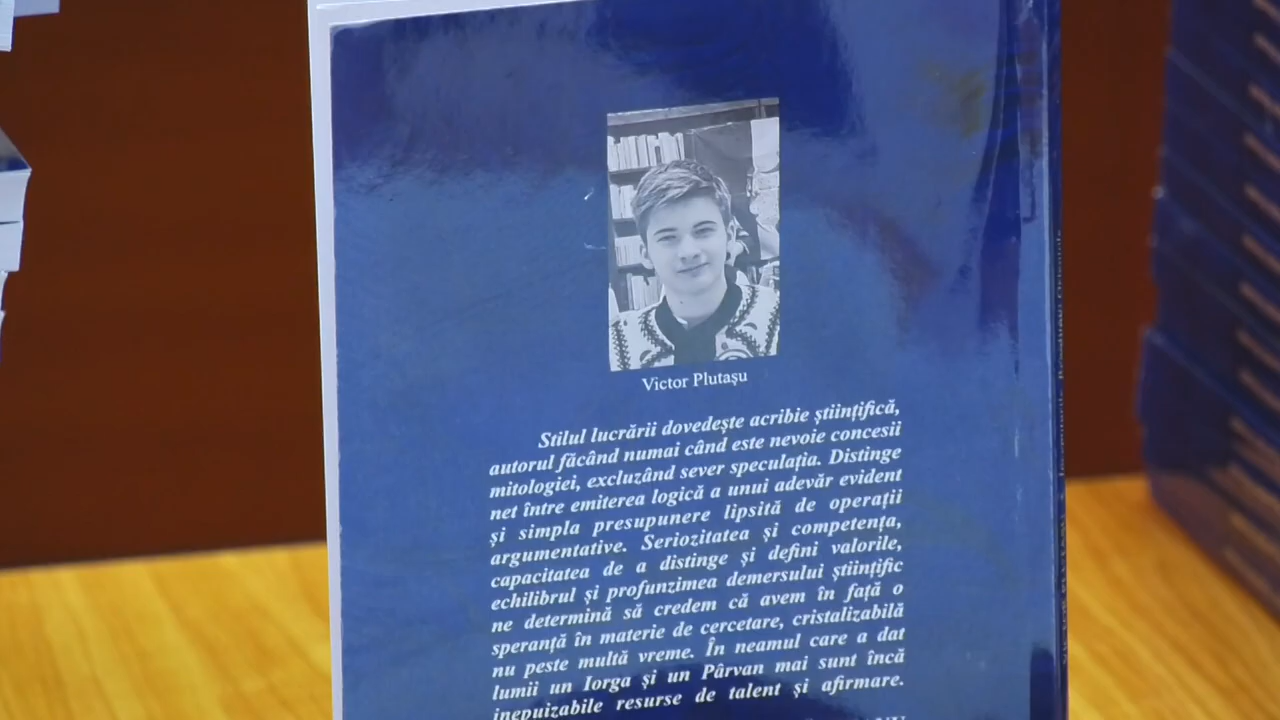 Victor Plutașu
Stilul lucrării dovedește acribie științifică,
autorul făcând numai când este nevoie concesii
mitologiei, excluzând sever speculația. Distinge
net între emiterea logică a unui adevăr evident
și simpla presupunere lipsită de operații
argumentative. Seriozitatea și competența,
capacitatea de a distinge și defini valorile,
echilibrul și profunzimea demersului științific
ne determină să credem că avem în față o
speranță în materie de cercetare, cristalizabilă
nu peste multă vreme. În neamul care a dat
lumii un Iorga și un Pârvan mai sunt încă
inepuizabile resurse de talent și afirmare.